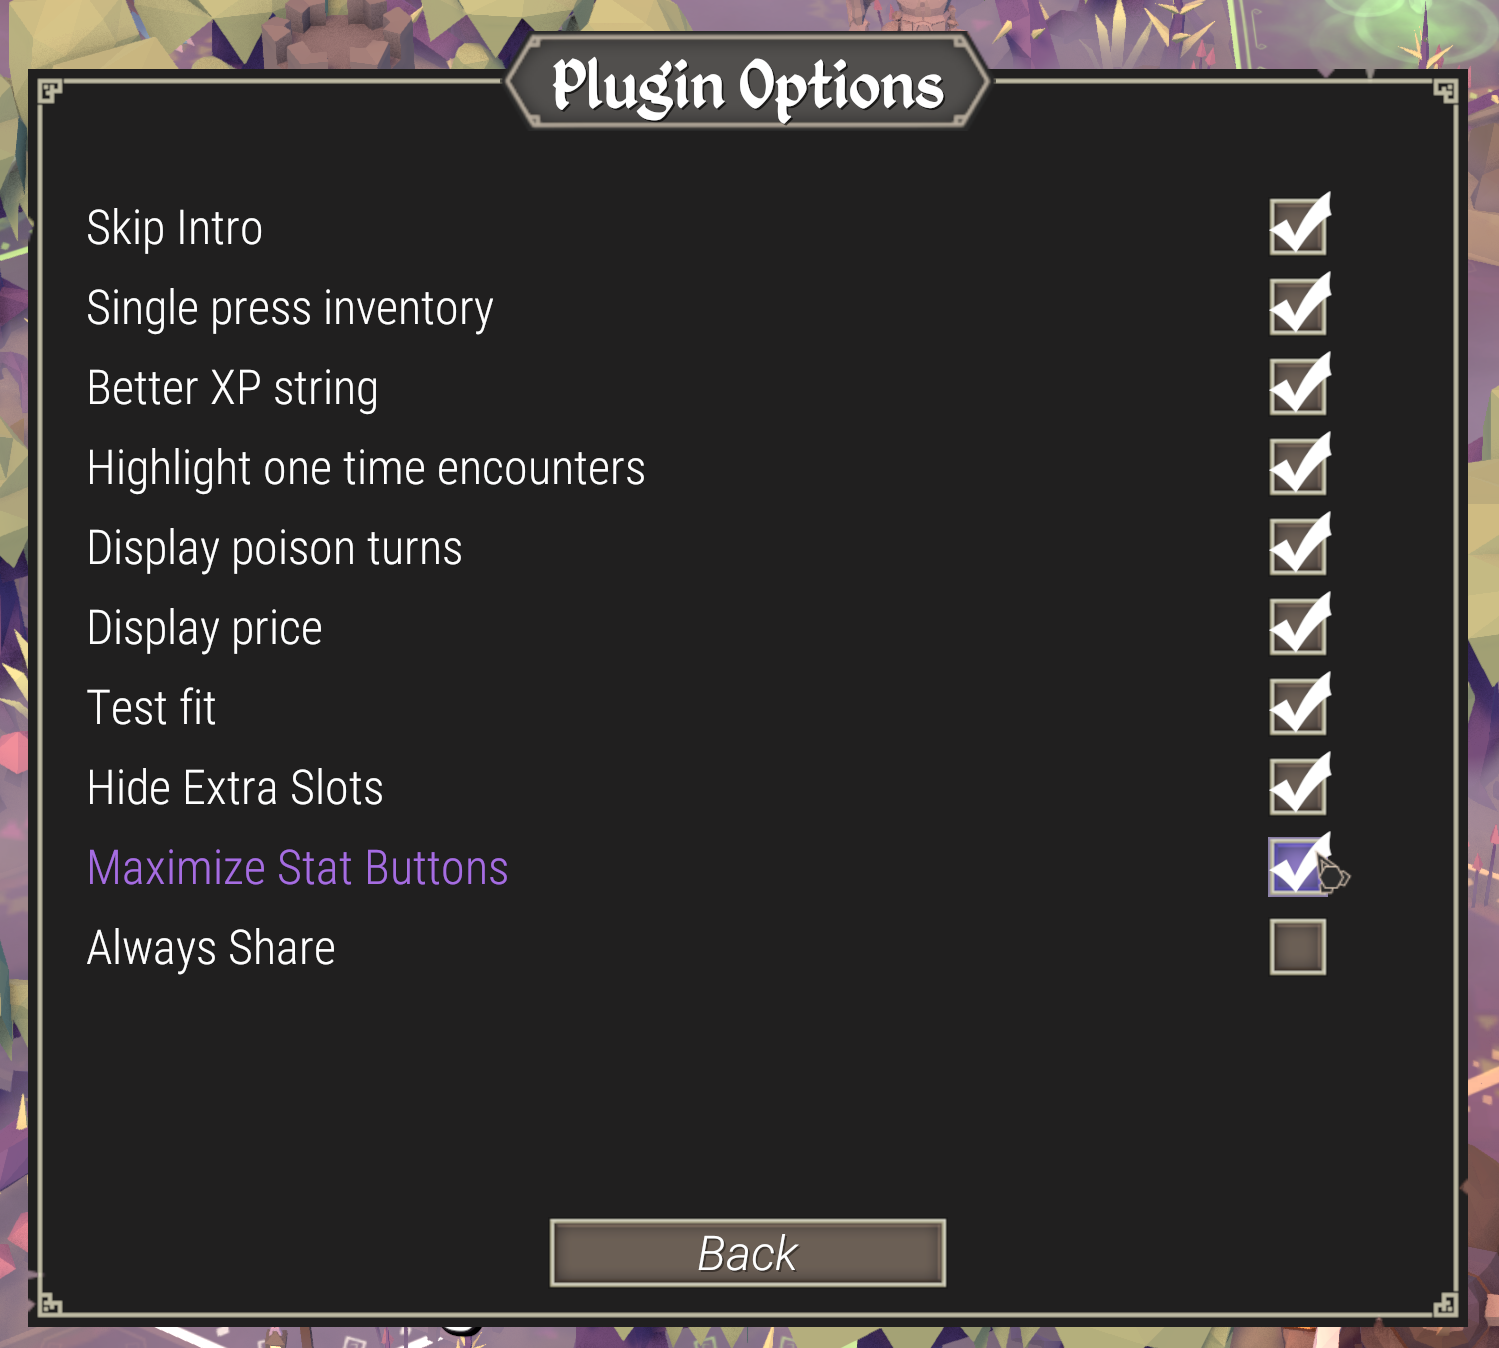 Plugin Options
Skip Intro
Single press inventory
Better XP string
Highlight one time encounters
Display poison turns
Display price
Test fit
Hide Extra Slots
Maximize Stat Buttons
Always Share
Back